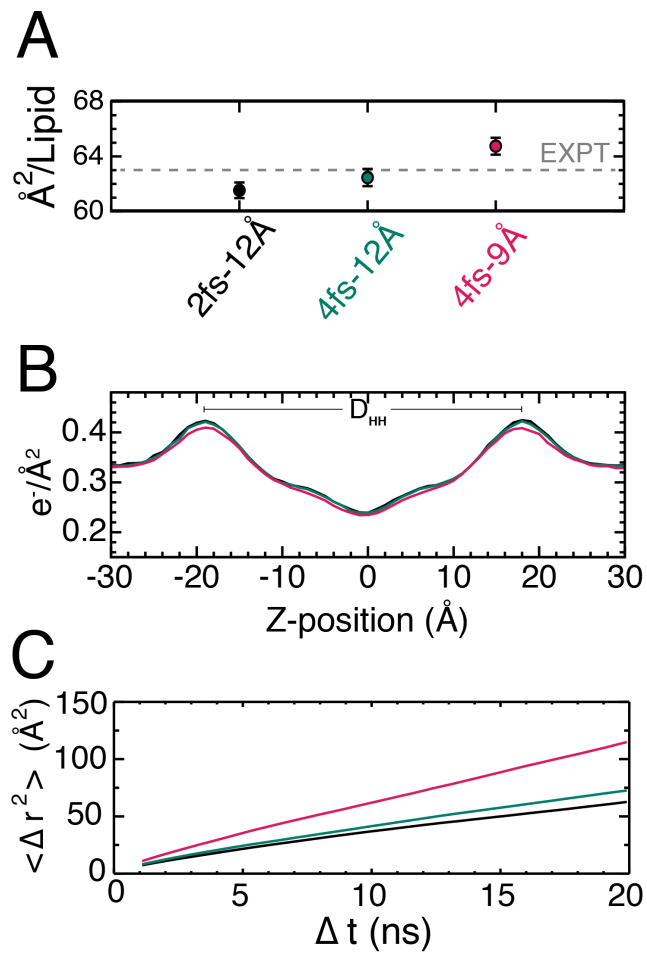 A
Å²/Lipid
68
64
60
EXPT
2fs-12Å
4fs-12Å
4fs-9Å
B
e⁻/Å²
0.4
0.3
0.2
D_HH
-30 -20 -10 0 10 20 30
Z-position (Å)
C
<Δ r²> (Å²)
150
100
50
0
0 5 10 15 20
Δ t (ns)